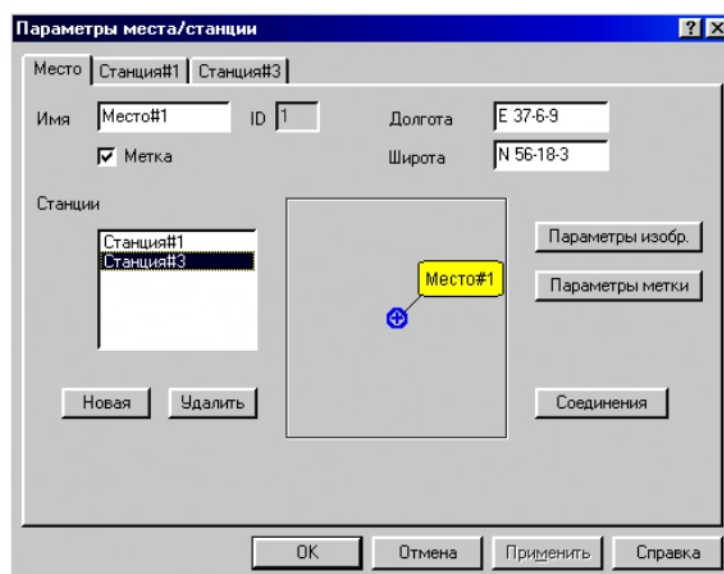 Параметры места/станции
Место Станция#1 Станция#3
Имя Место#1 ID 1 Долгота E 37-6-9
Метка Широта N 56-18-3
Станции
Станция#1
Станция#3
Место#1
Параметры изобр.
Параметры метки
Новая Удалить Соединения
OK Отмена Применить Справка